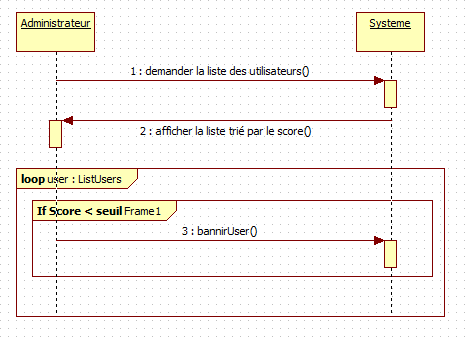 Administrateur
Systeme
1 : demander la liste des utilisateurs()
2 : afficher la liste trié par le score()
loop user : ListUsers
If Score < seuil Frame1
3 : bannirUser()